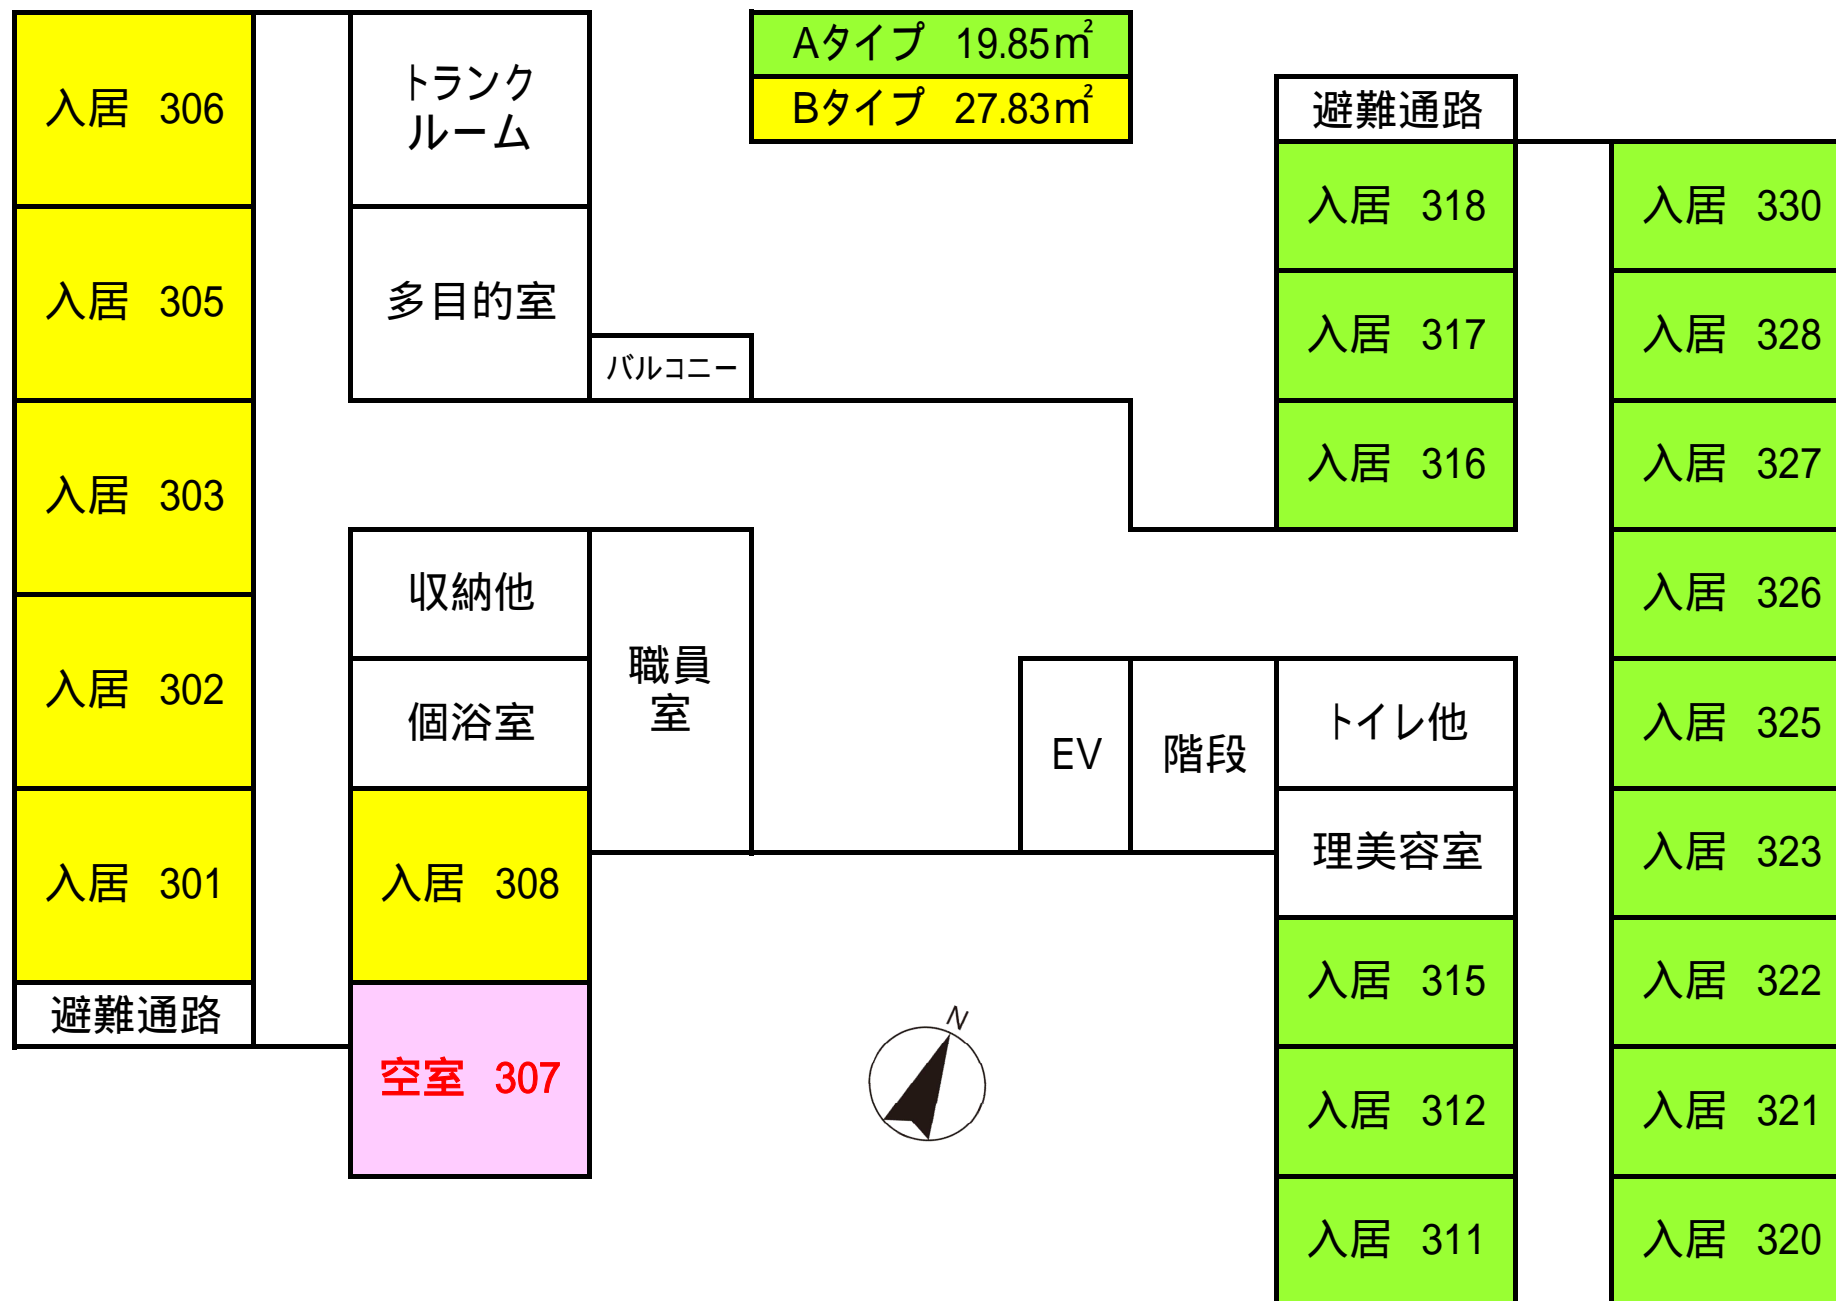 入居 306
トランク
ルーム
Aタイプ 19.85㎡
Bタイプ 27.83㎡
避難通路
入居 318
入居 330
入居 305
多目的室
バルコニー
入居 317
入居 328
入居 303
入居 316
入居 327
収納他
職員
室
入居 326
入居 302
個浴室
EV
階段
トイレ他
入居 325
入居 301
入居 308
理美容室
入居 323
避難通路
空室 307
N
入居 315
入居 322
入居 312
入居 321
入居 311
入居 320